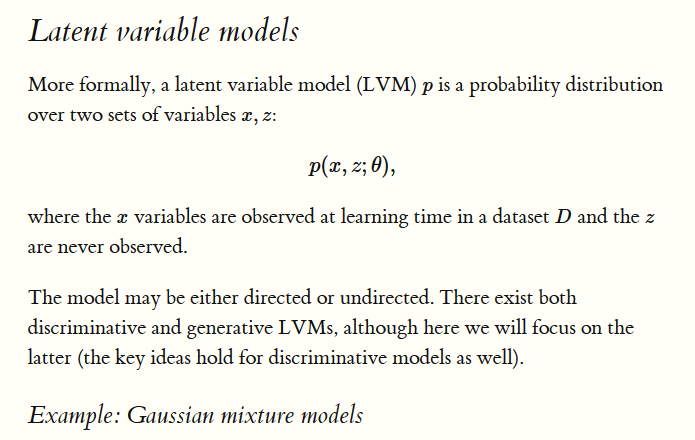 Latent variable models
More formally, a latent variable model (LVM) p is a probability distribution
over two sets of variables x, z:
p(x, z; θ),
where the x variables are observed at learning time in a dataset D and the z
are never observed.
The model may be either directed or undirected. There exist both
discriminative and generative LVMs, although here we will focus on the
latter (the key ideas hold for discriminative models as well).
Example: Gaussian mixture models